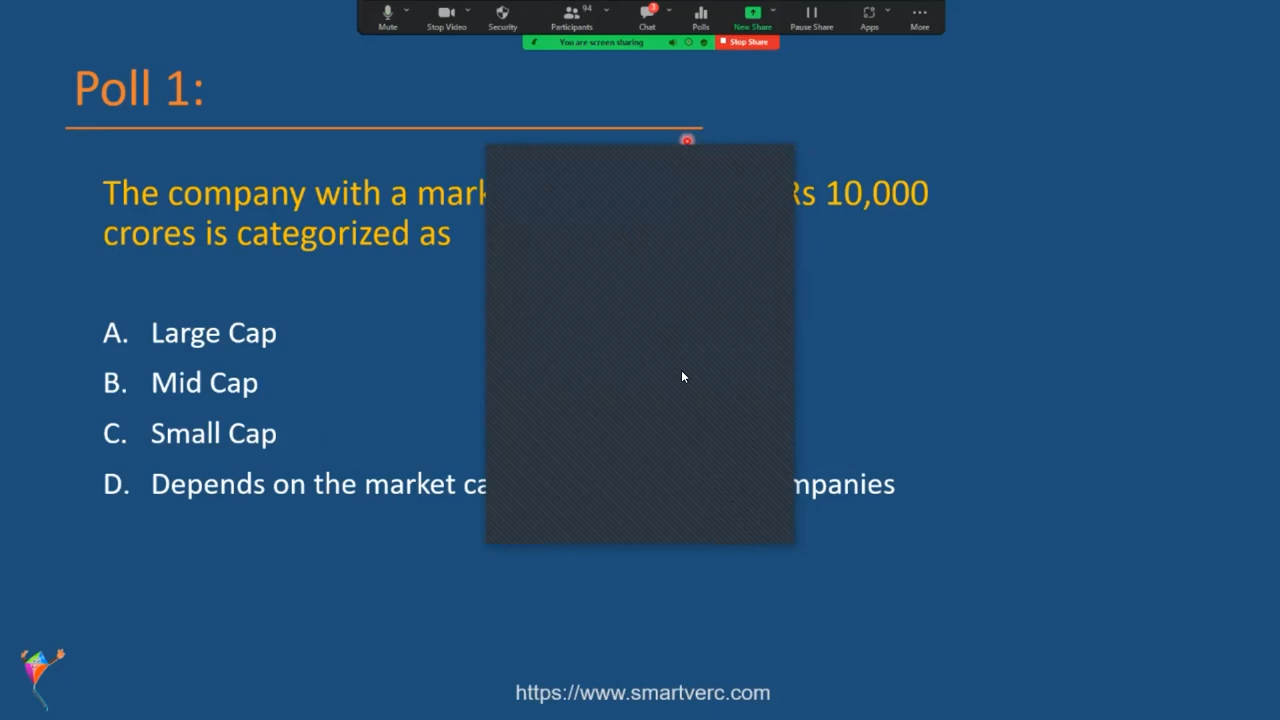 Mute
Stop Video
Security
Participants
94
Chat
3
Polls
New Share
Pause Share
Apps
More
You are screen sharing
Stop Share
Poll 1:
The company with a mark Rs 10,000
crores is categorized as
A. Large Cap
B. Mid Cap
C. Small Cap
D. Depends on the market ca mpanies
https://www.smartverc.com